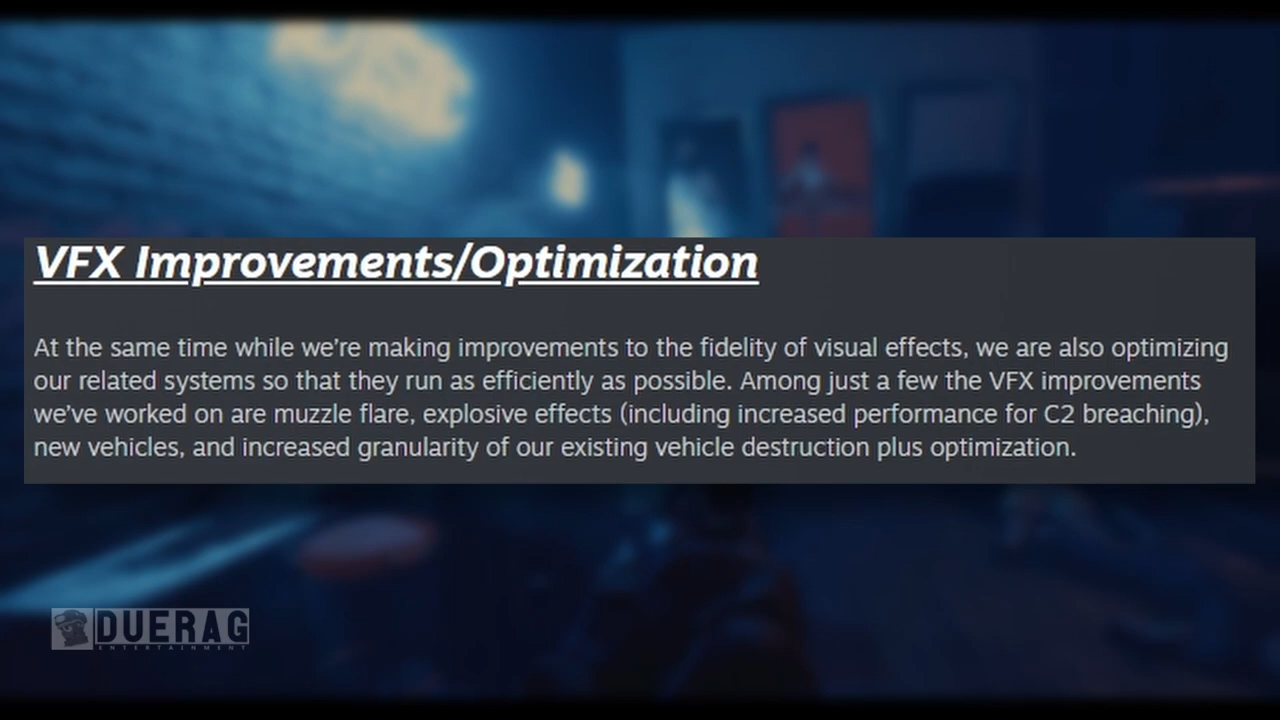 VFX Improvements/Optimization
At the same time while we're making improvements to the fidelity of visual effects, we are also optimizing
our related systems so that they run as efficiently as possible. Among just a few the VFX improvements
we've worked on are muzzle flare, explosive effects (including increased performance for C2 breaching),
new vehicles, and increased granularity of our existing vehicle destruction plus optimization.
DUERAG
ENTERTAINMENT